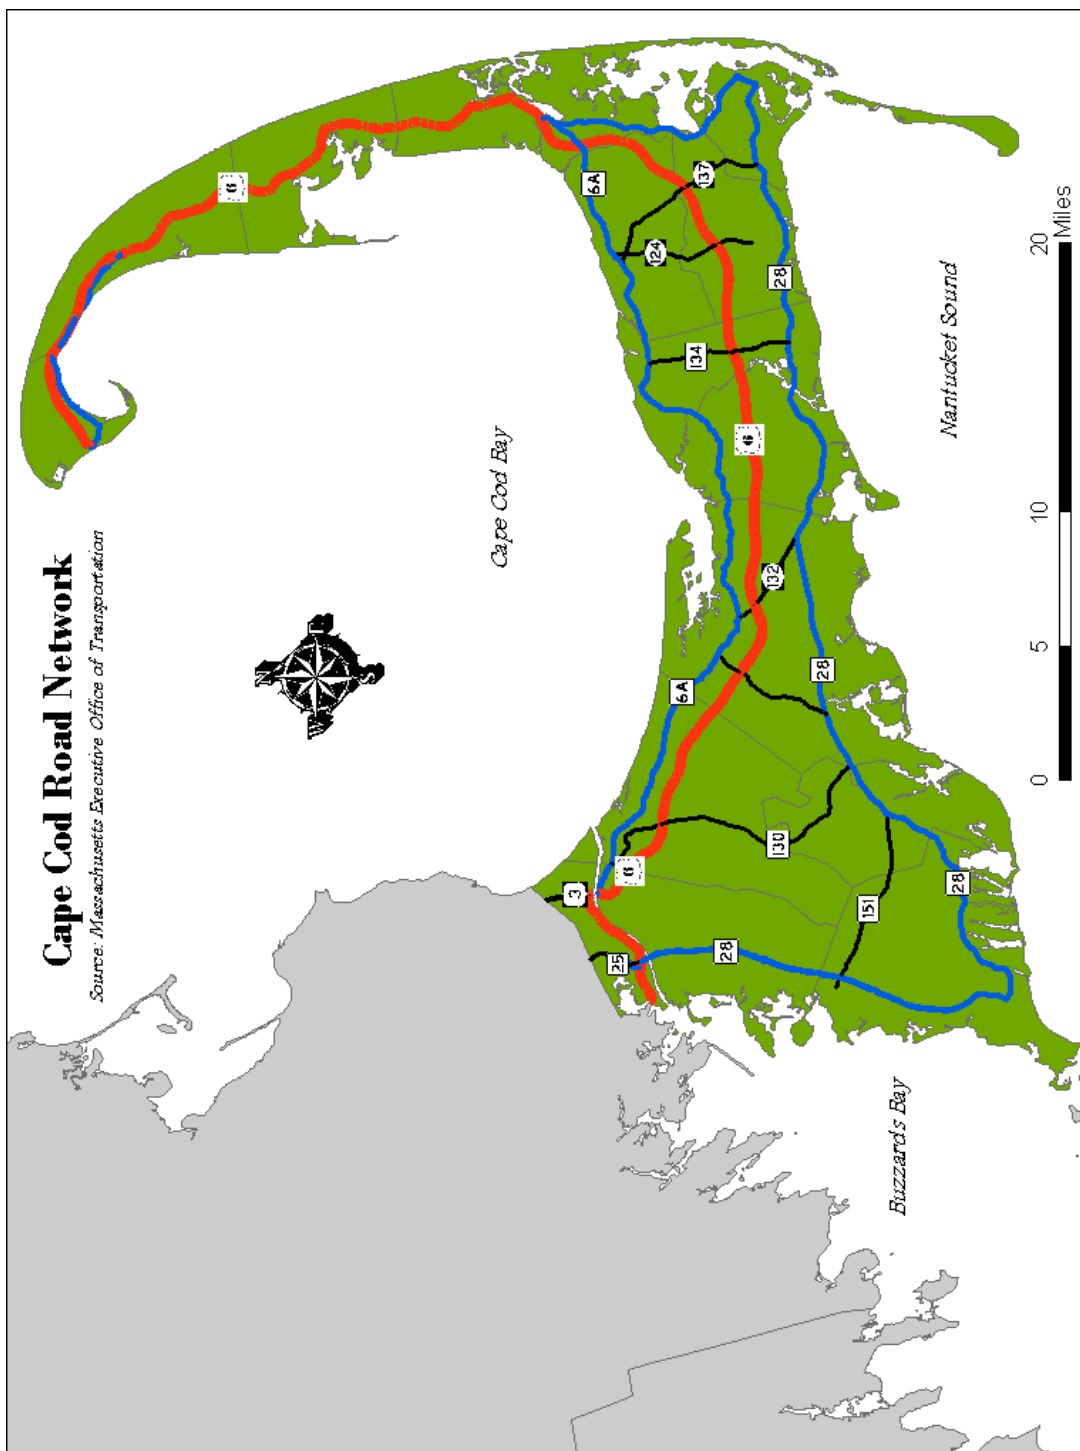 Cape Cod Road Network
Source: Massachusetts Executive Office of Transportation
N
W
E
S
6
6A
137
124
28
134
Cape Cod Bay
6
Nantucket Sound
132
6A
28
3
6
130
25
28
151
28
Buzzards Bay
0 5 10 20
Miles